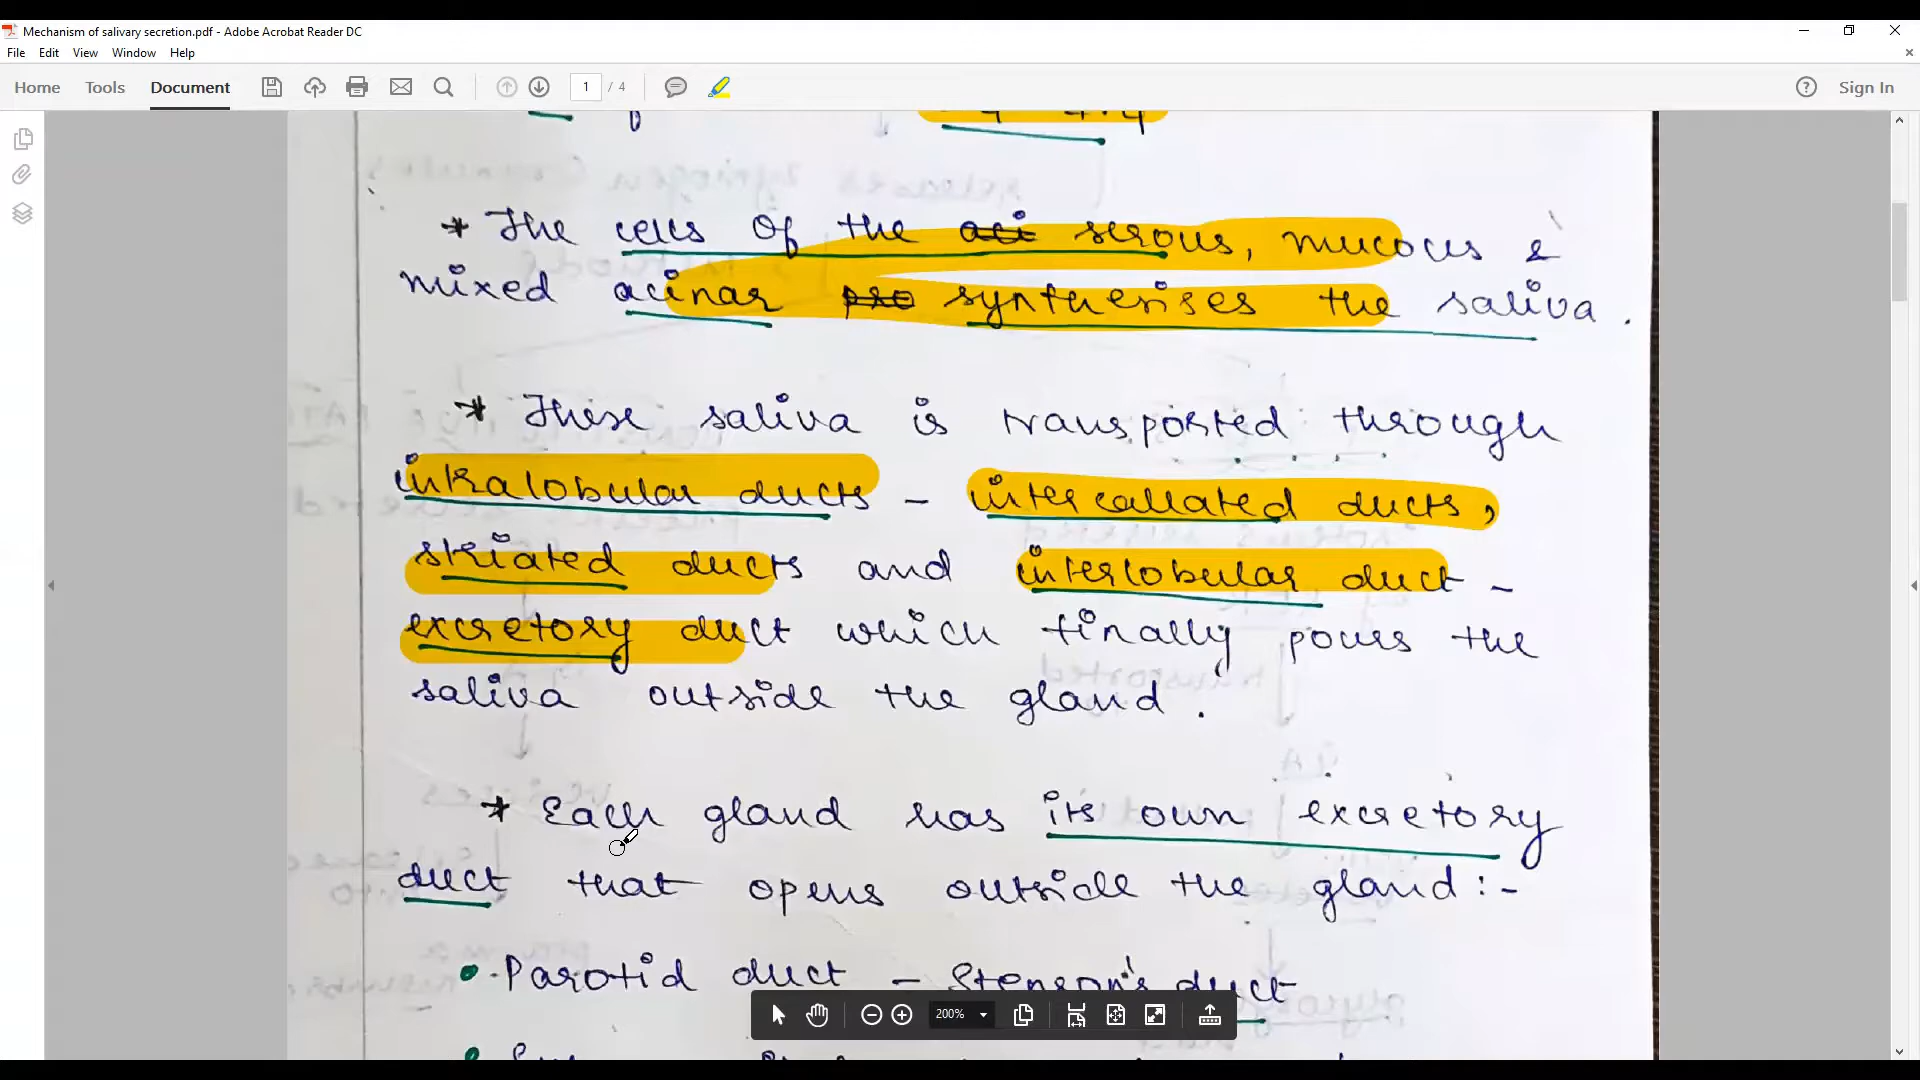 Mechanism of salivary secretion.pdf - Adobe Acrobat Reader DC
File Edit View Window Help
Home Tools Document 1 / 4 Sign In
* The cells of the aci serous, mucous &
mixed acinar pro synthesises the saliva.
* These saliva is transported through
intralobular ducts - intercallated ducts,
striated ducts and interlobular duct -
excretory duct which finally pours the
saliva outside the gland.
* Each gland has its own excretory
duct that opens outside the gland:-
• Parotid duct - Stenson's duct
200%